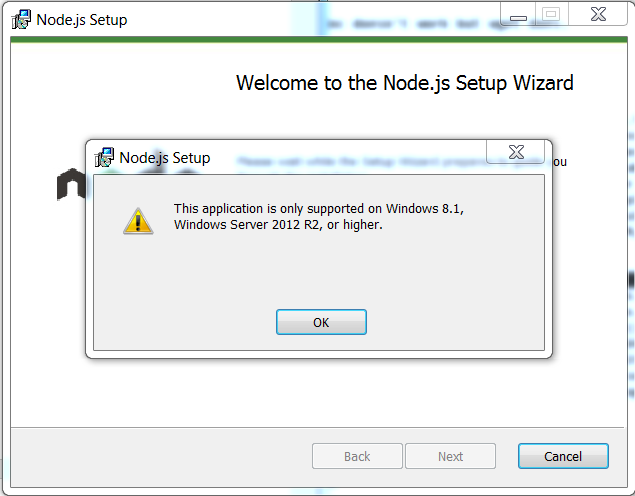 Node.js Setup
Welcome to the Node.js Setup Wizard
Node.js Setup
Please wait while the Setup Wizard prepares to guide you
This application is only supported on Windows 8.1,
Windows Server 2012 R2, or higher.
OK
Back
Next
Cancel